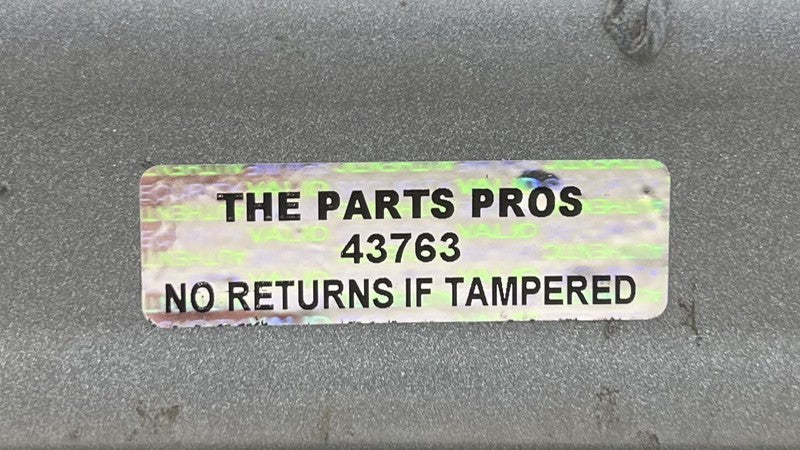 THE PARTS PROS
43763
NO RETURNS IF TAMPERED